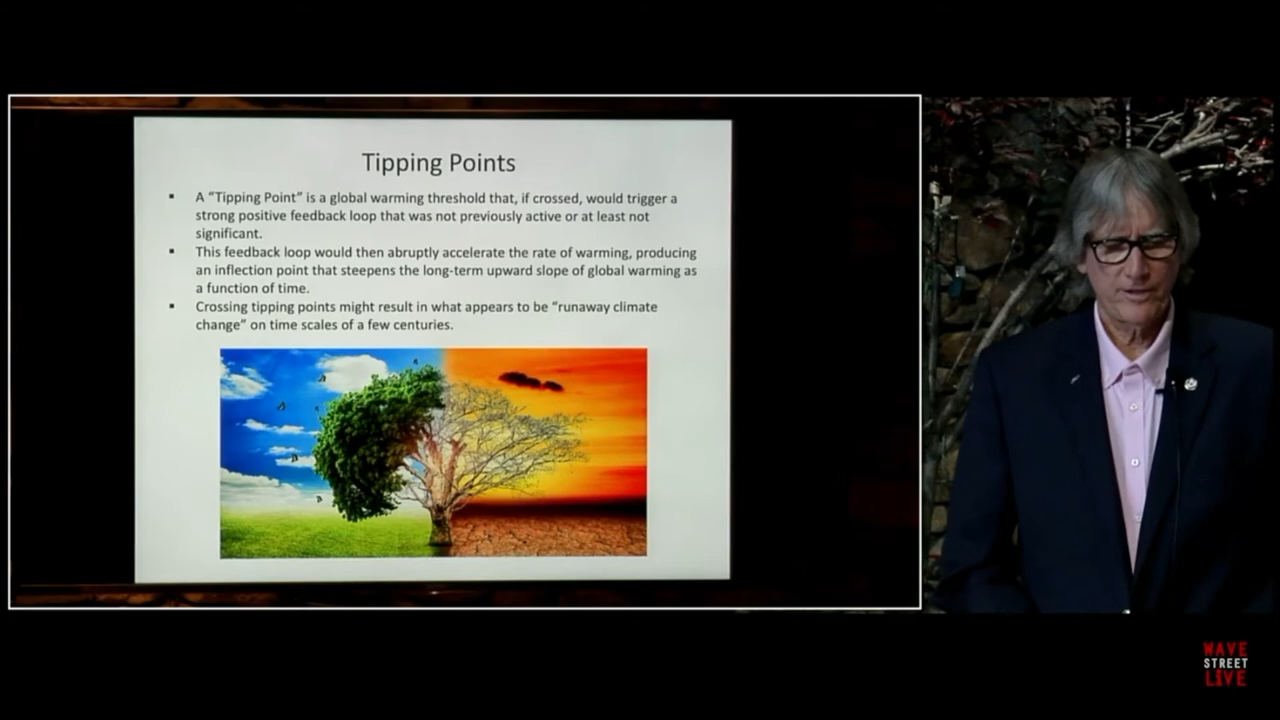 Tipping Points
▪ A “Tipping Point” is a global warming threshold that, if crossed, would trigger a
strong positive feedback loop that was not previously active or at least not
significant.
▪ This feedback loop would then abruptly accelerate the rate of warming, producing
an inflection point that steepens the long-term upward slope of global warming as
a function of time.
▪ Crossing tipping points might result in what appears to be “runaway climate
change” on time scales of a few centuries.
WAVE
STREET
LIVE